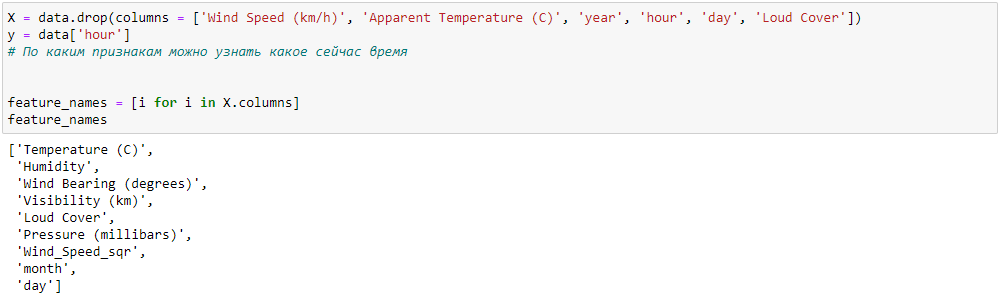 X = data.drop(columns = ['Wind Speed (km/h)', 'Apparent Temperature (C)', 'year', 'hour', 'day', 'Loud Cover'])
y = data['hour']
# По каким признакам можно узнать какое сейчас время
feature_names = [i for i in X.columns]
feature_names
['Temperature (C)',
'Humidity',
'Wind Bearing (degrees)',
'Visibility (km)',
'Loud Cover',
'Pressure (millibars)',
'Wind_Speed_sqr',
'month',
'day']